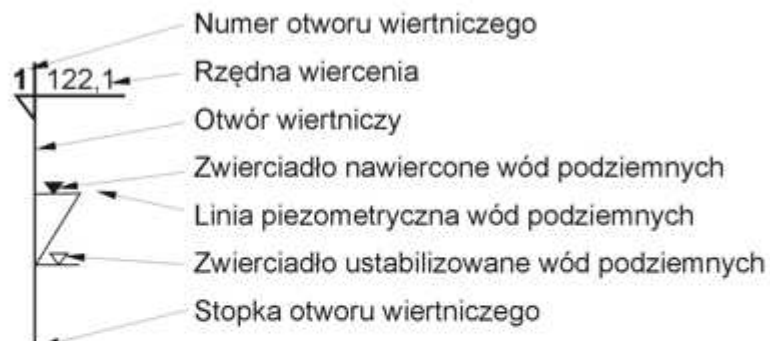 Numer otworu wiertniczego
1 122,1
Rzędna wiercenia
Otwór wiertniczy
Zwierciadło nawiercone wód podziemnych
Linia piezometryczna wód podziemnych
Zwierciadło ustabilizowane wód podziemnych
Stopka otworu wiertniczego